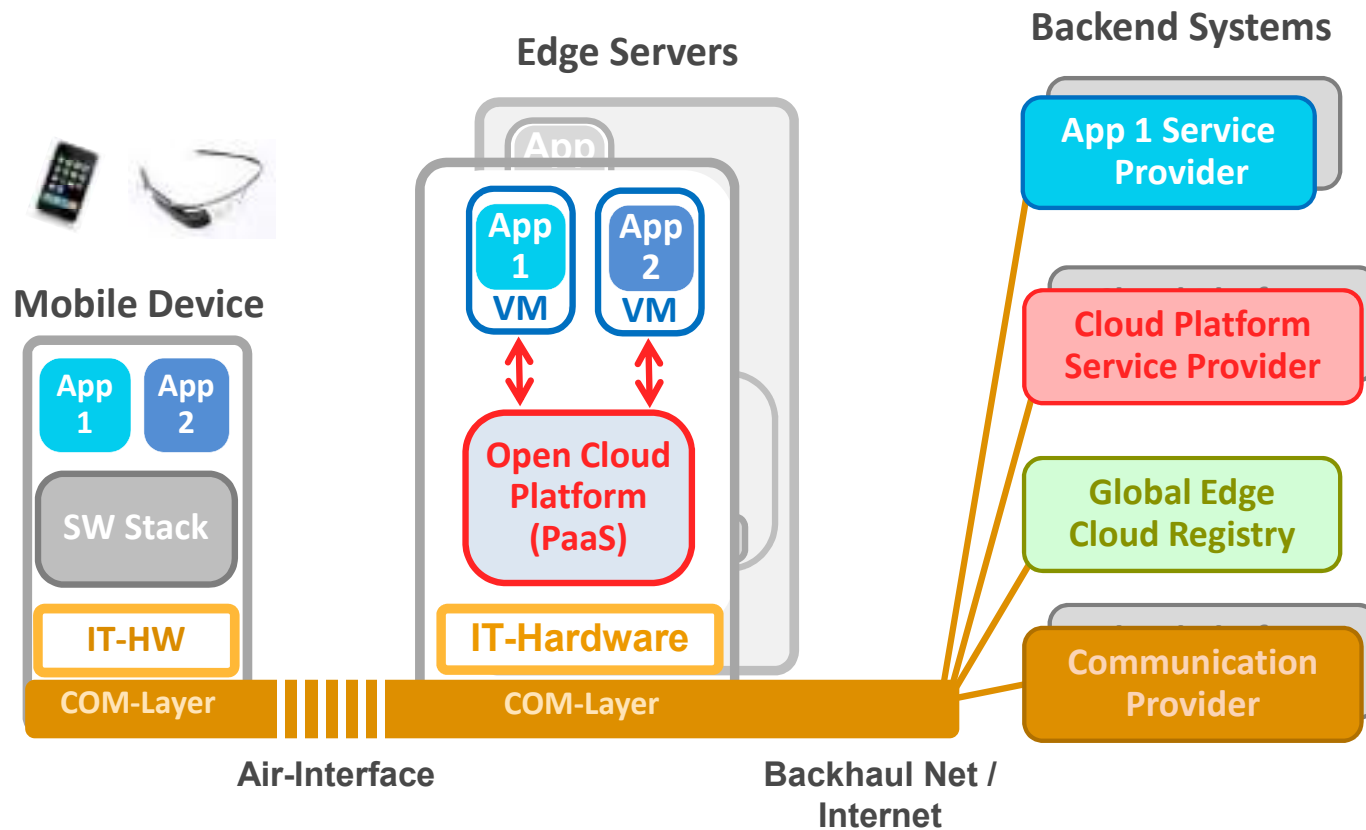 Backend Systems
Edge Servers
App
App 1 Service
Provider
App
1
VM
App
2
VM
Mobile Device
App
1
App
2
SW Stack
IT-HW
COM-Layer
Open Cloud
Platform
(PaaS)
IT-Hardware
COM-Layer
Cloud Platform
Service Provider
Global Edge
Cloud Registry
Communication
Provider
Air-Interface
Backhaul Net /
Internet